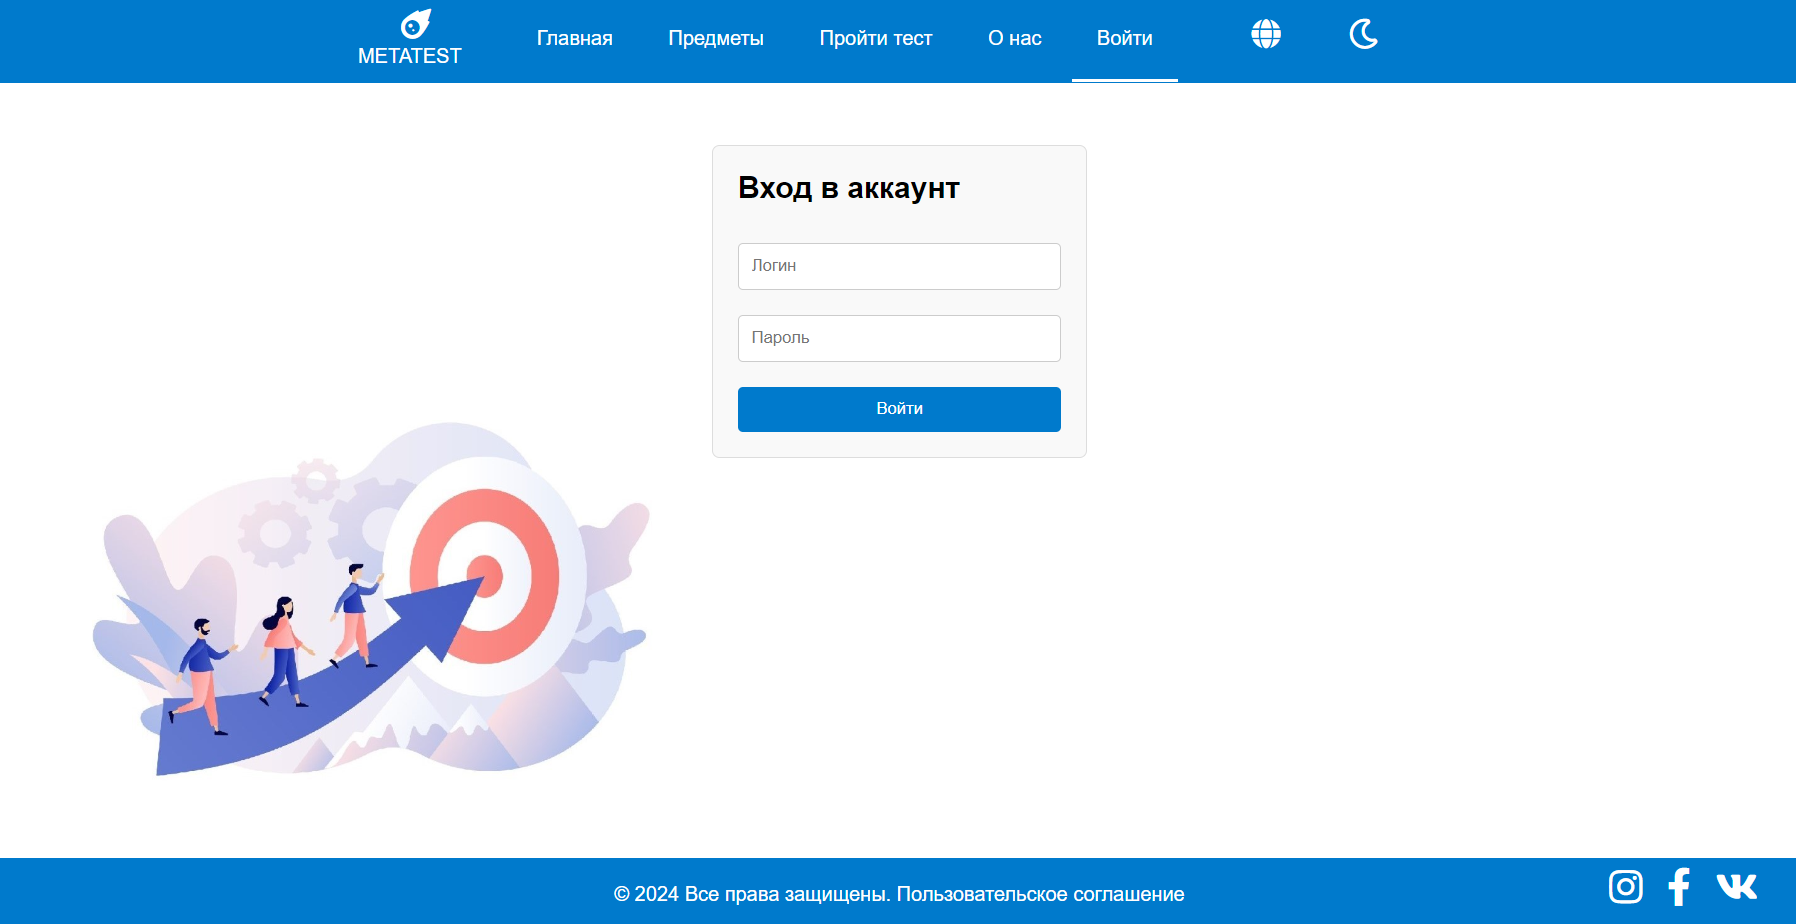 METATEST
Главная
Предметы
Пройти тест
О нас
Войти
Вход в аккаунт
Логин
Пароль
Войти
© 2024 Все права защищены. Пользовательское соглашение